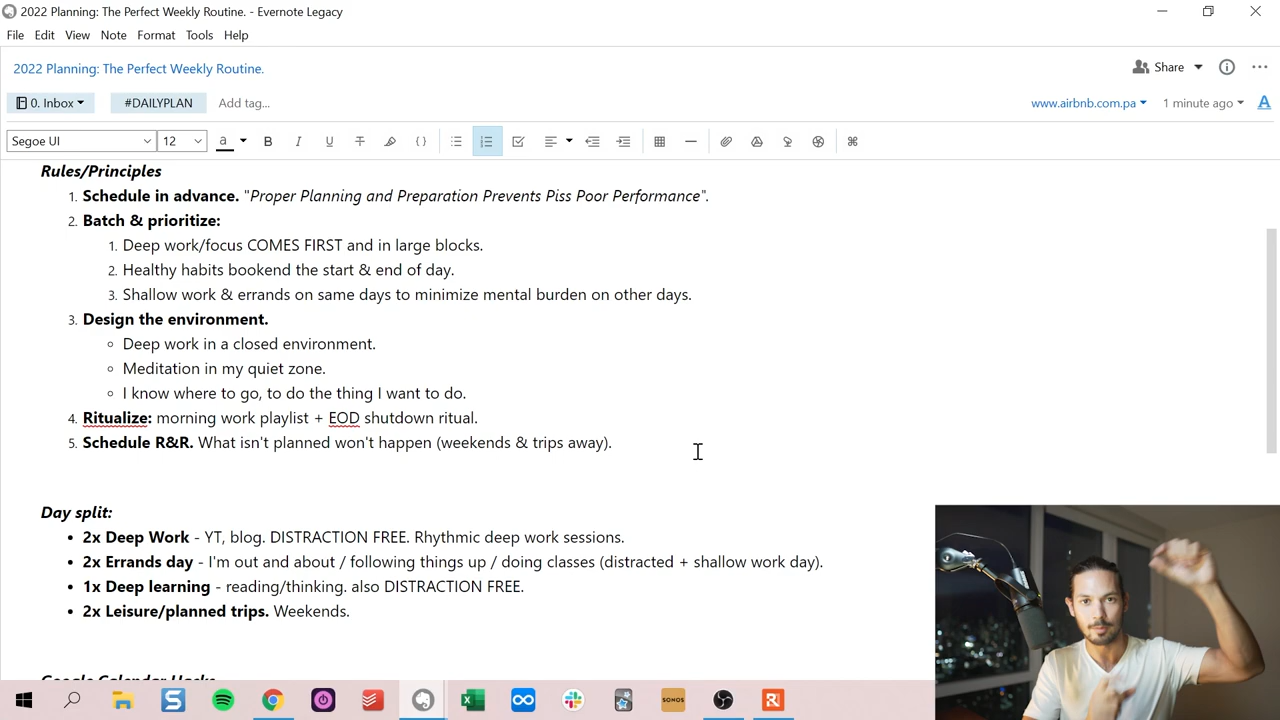 2022 Planning: The Perfect Weekly Routine. - Evernote Legacy
File Edit View Note Format Tools Help
2022 Planning: The Perfect Weekly Routine.
Share
0. Inbox #DAILYPLAN Add tag...
www.airbnb.com.pa 1 minute ago A
Segoe UI 12 a B I U T { }
Rules/Principles
1. Schedule in advance. "Proper Planning and Preparation Prevents Piss Poor Performance".
2. Batch & prioritize:
1. Deep work/focus COMES FIRST and in large blocks.
2. Healthy habits bookend the start & end of day.
3. Shallow work & errands on same days to minimize mental burden on other days.
3. Design the environment.
Deep work in a closed environment.
Meditation in my quiet zone.
I know where to go, to do the thing I want to do.
4. Ritualize: morning work playlist + EOD shutdown ritual.
5. Schedule R&R. What isn't planned won't happen (weekends & trips away).
Day split:
• 2x Deep Work - YT, blog. DISTRACTION FREE. Rhythmic deep work sessions.
• 2x Errands day - I'm out and about / following things up / doing classes (distracted + shallow work day).
• 1x Deep learning - reading/thinking. also DISTRACTION FREE.
• 2x Leisure/planned trips. Weekends.
Google Calendar Hacks
SONOS